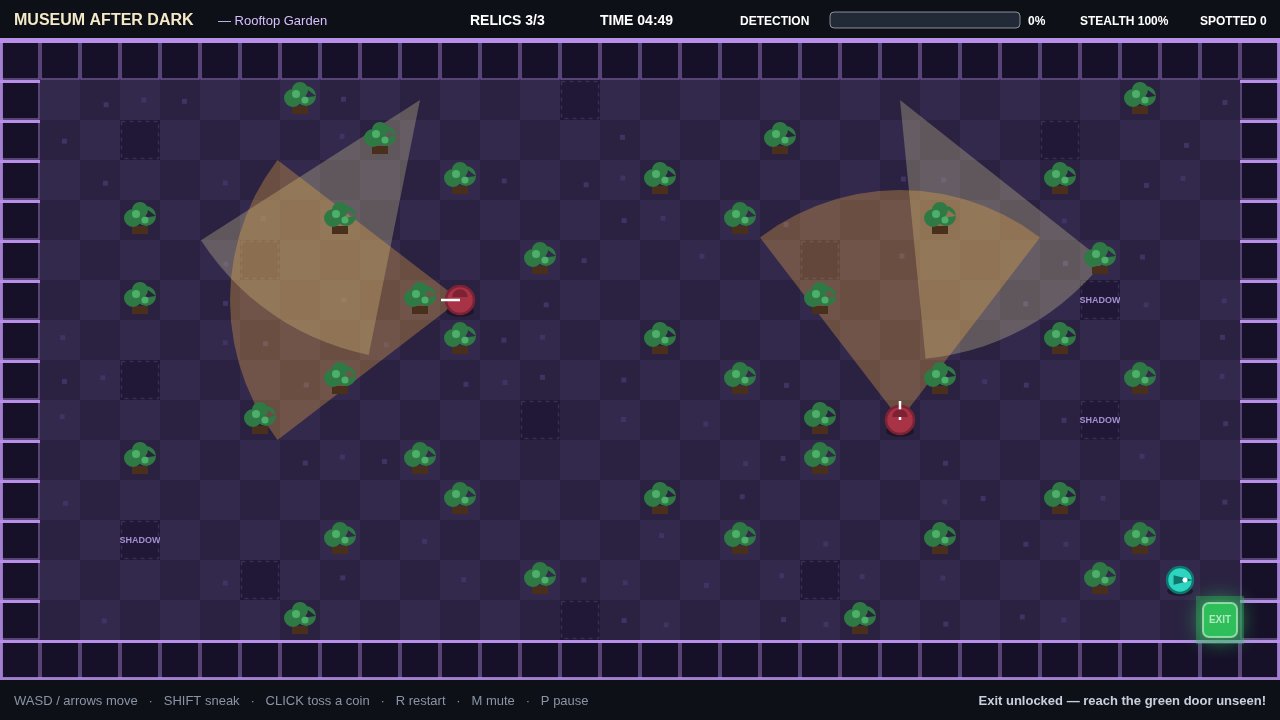 MUSEUM AFTER DARK — Rooftop Garden RELICS 3/3 TIME 04:49 DETECTION 0% STEALTH 100% SPOTTED 0
SHADOW
SHADOW
SHADOW
EXIT
WASD / arrows move · SHIFT sneak · CLICK toss a coin · R restart · M mute · P pause Exit unlocked — reach the green door unseen!